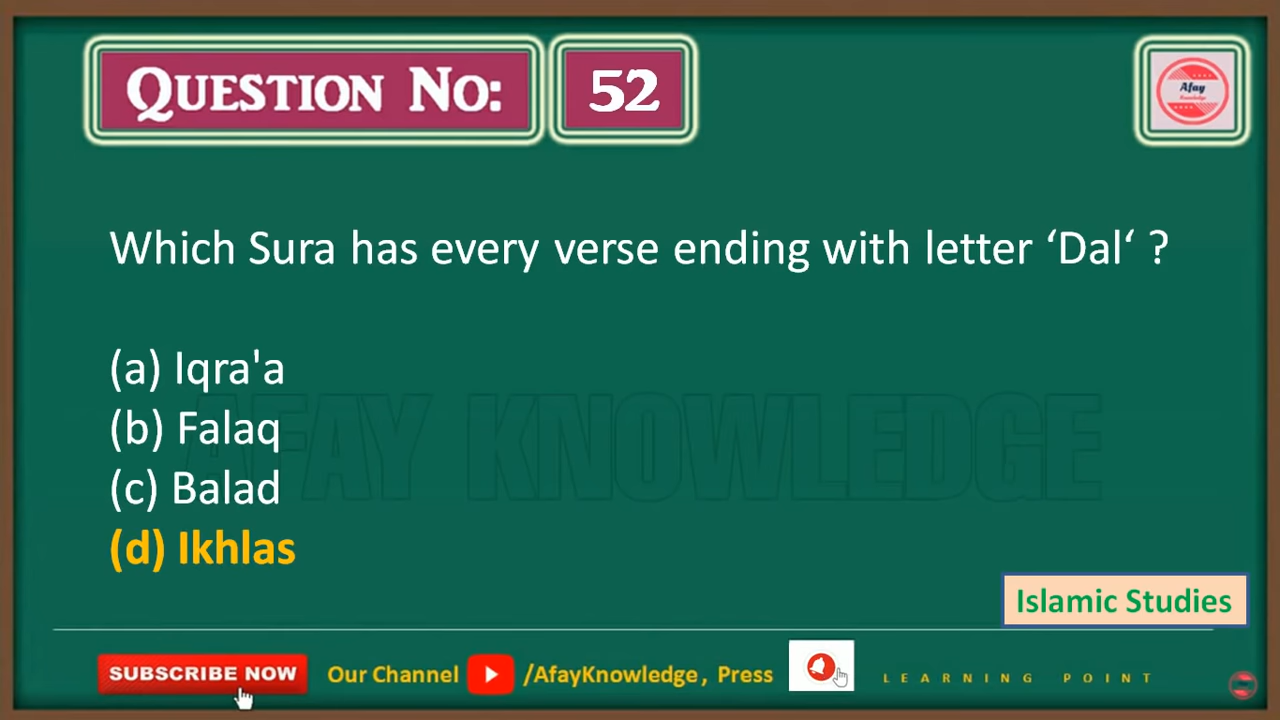 QUESTION NO: 52
Afay
Knowledge
Which Sura has every verse ending with letter ‘Dal‘ ?
(a) Iqra'a
(b) Falaq
(c) Balad
(d) Ikhlas
AFAY KNOWLEDGE
Islamic Studies
SUBSCRIBE NOW Our Channel /AfayKnowledge, Press LEARNING POINT